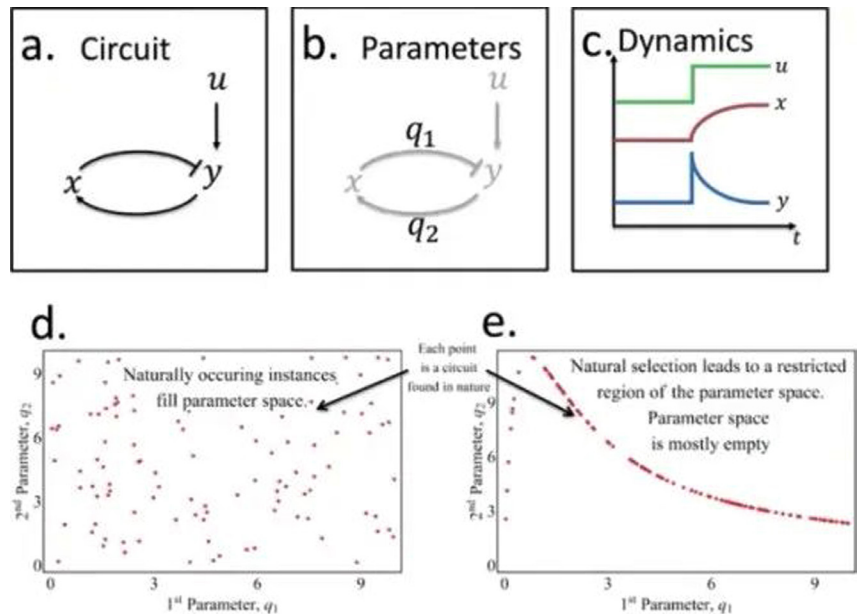 a. Circuit
u
x
y
b. Parameters
u
q1
x
y
q2
c. Dynamics
u
x
y
t
d.
Naturally occuring instances
fill parameter space.
2nd Parameter, q2
9
6
3
0
0 3 6 9
1st Parameter, q1
Each point
is a circuit
found in nature
e.
Natural selection leads to a restricted
region of the parameter space.
Parameter space
is mostly empty
2nd Parameter, q2
9
6
3
0
0 3 6 9
1st Parameter, q1